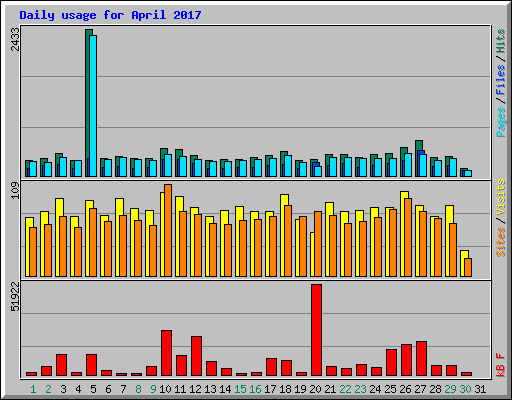 Daily usage for April 2017
2433
Pages / Files / Hits
109
Sites / Visits
51922
kB F
1 2 3 4 5 6 7 8 9 10 11 12 13 14 15 16 17 18 19 20 21 22 23 24 25 26 27 28 29 30 31